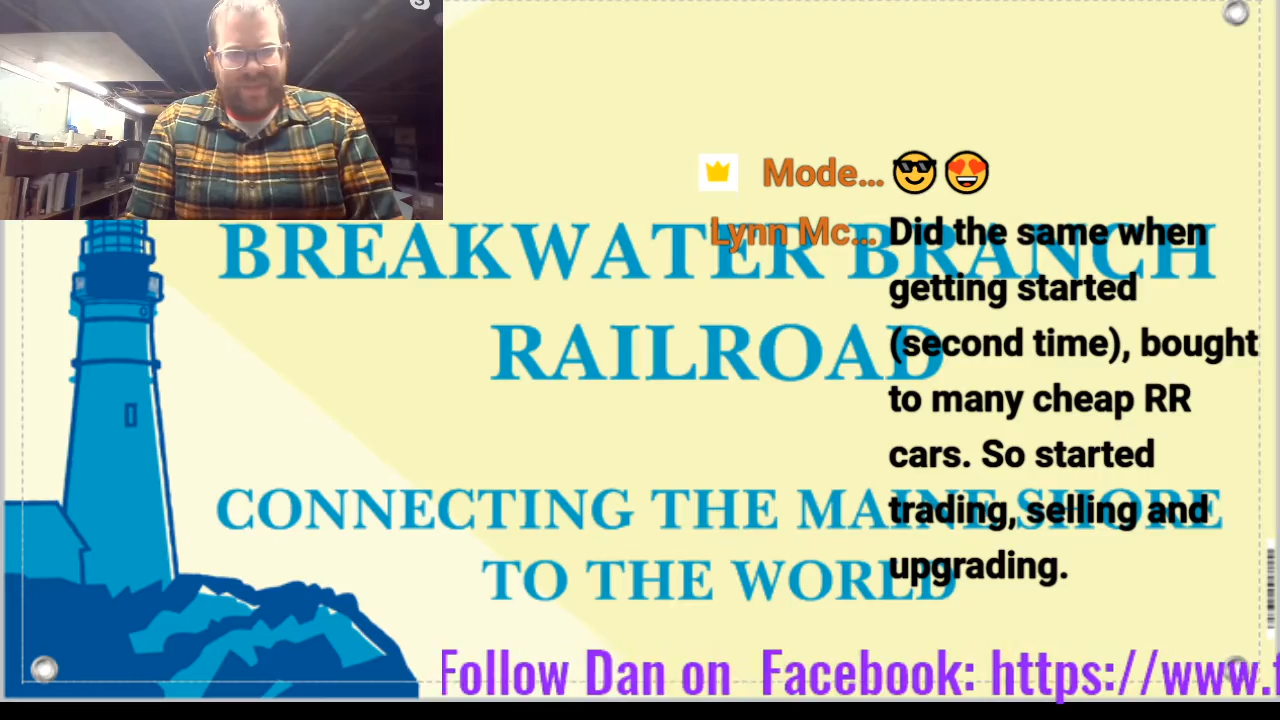 S
Mode... 😎😍
Lynn Mc... Did the same when
getting started
(second time), bought
to many cheap RR
cars. So started
trading, selling and
upgrading.
BREAKWATER BRANCH
RAILROAD
CONNECTING THE MAINE SHORE
TO THE WORLD
Follow Dan on Facebook: https://www.